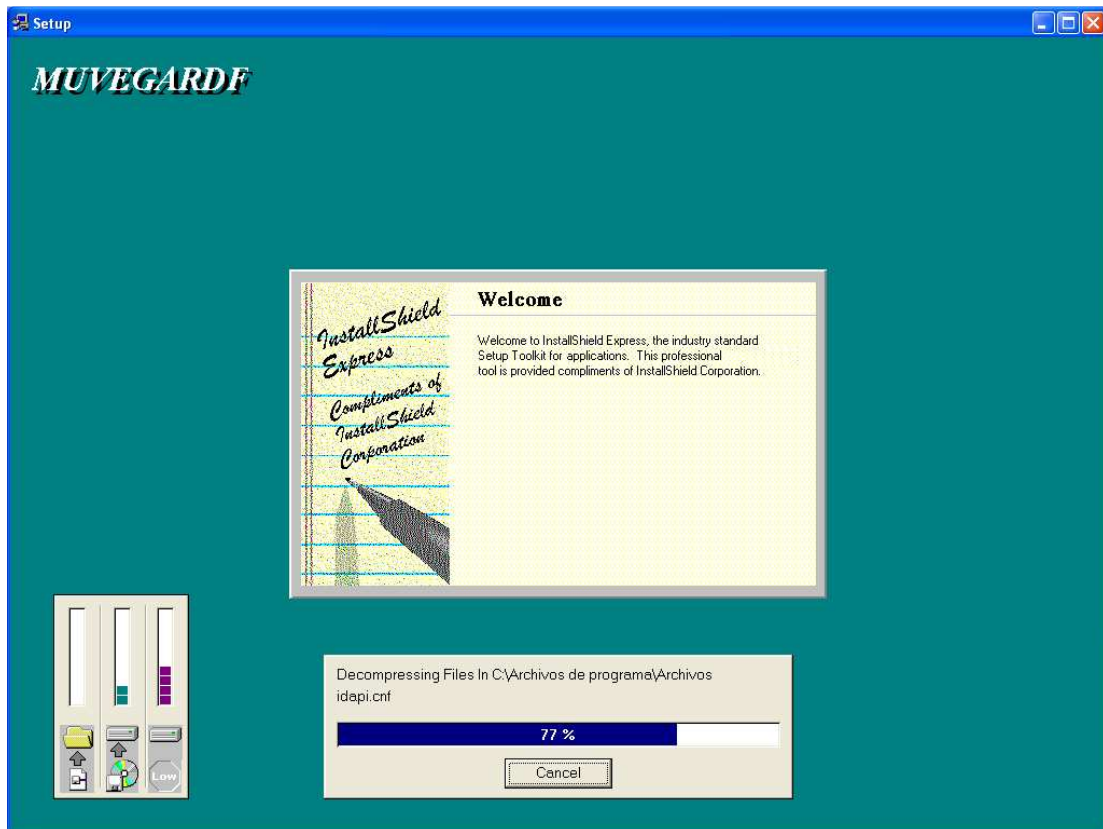 Setup
MUVEGARDF
InstallShield
Express
Compliments of
InstallShield
Corporation
Welcome
Welcome to InstallShield Express, the industry standard
Setup Toolkit for applications. This professional
tool is provided compliments of InstallShield Corporation.
Low
Decompressing Files In C:\Archivos de programa\Archivos
idapi.cnf
77 %
Cancel